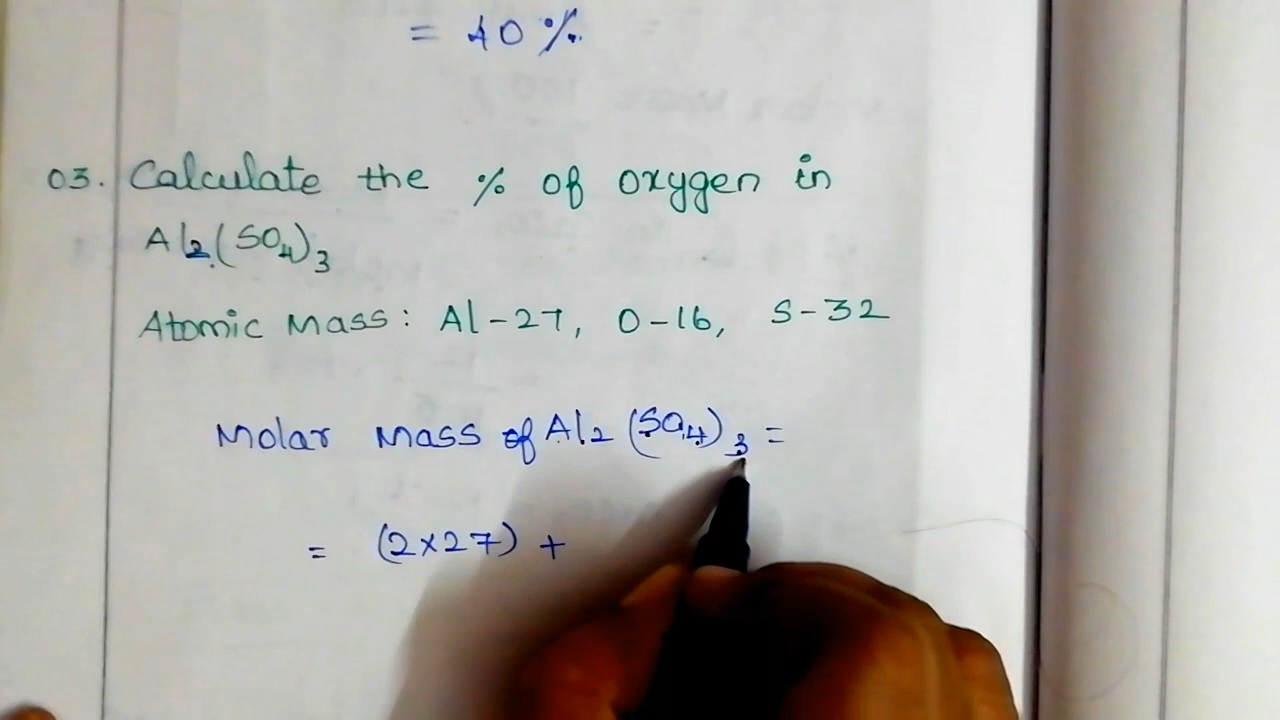 = 40 %.
03. Calculate the % of oxygen in
Al2(SO4)3
Atomic Mass: Al-27, O-16, S-32
Molar Mass of Al2(SO4)3 =
= (2×27) +